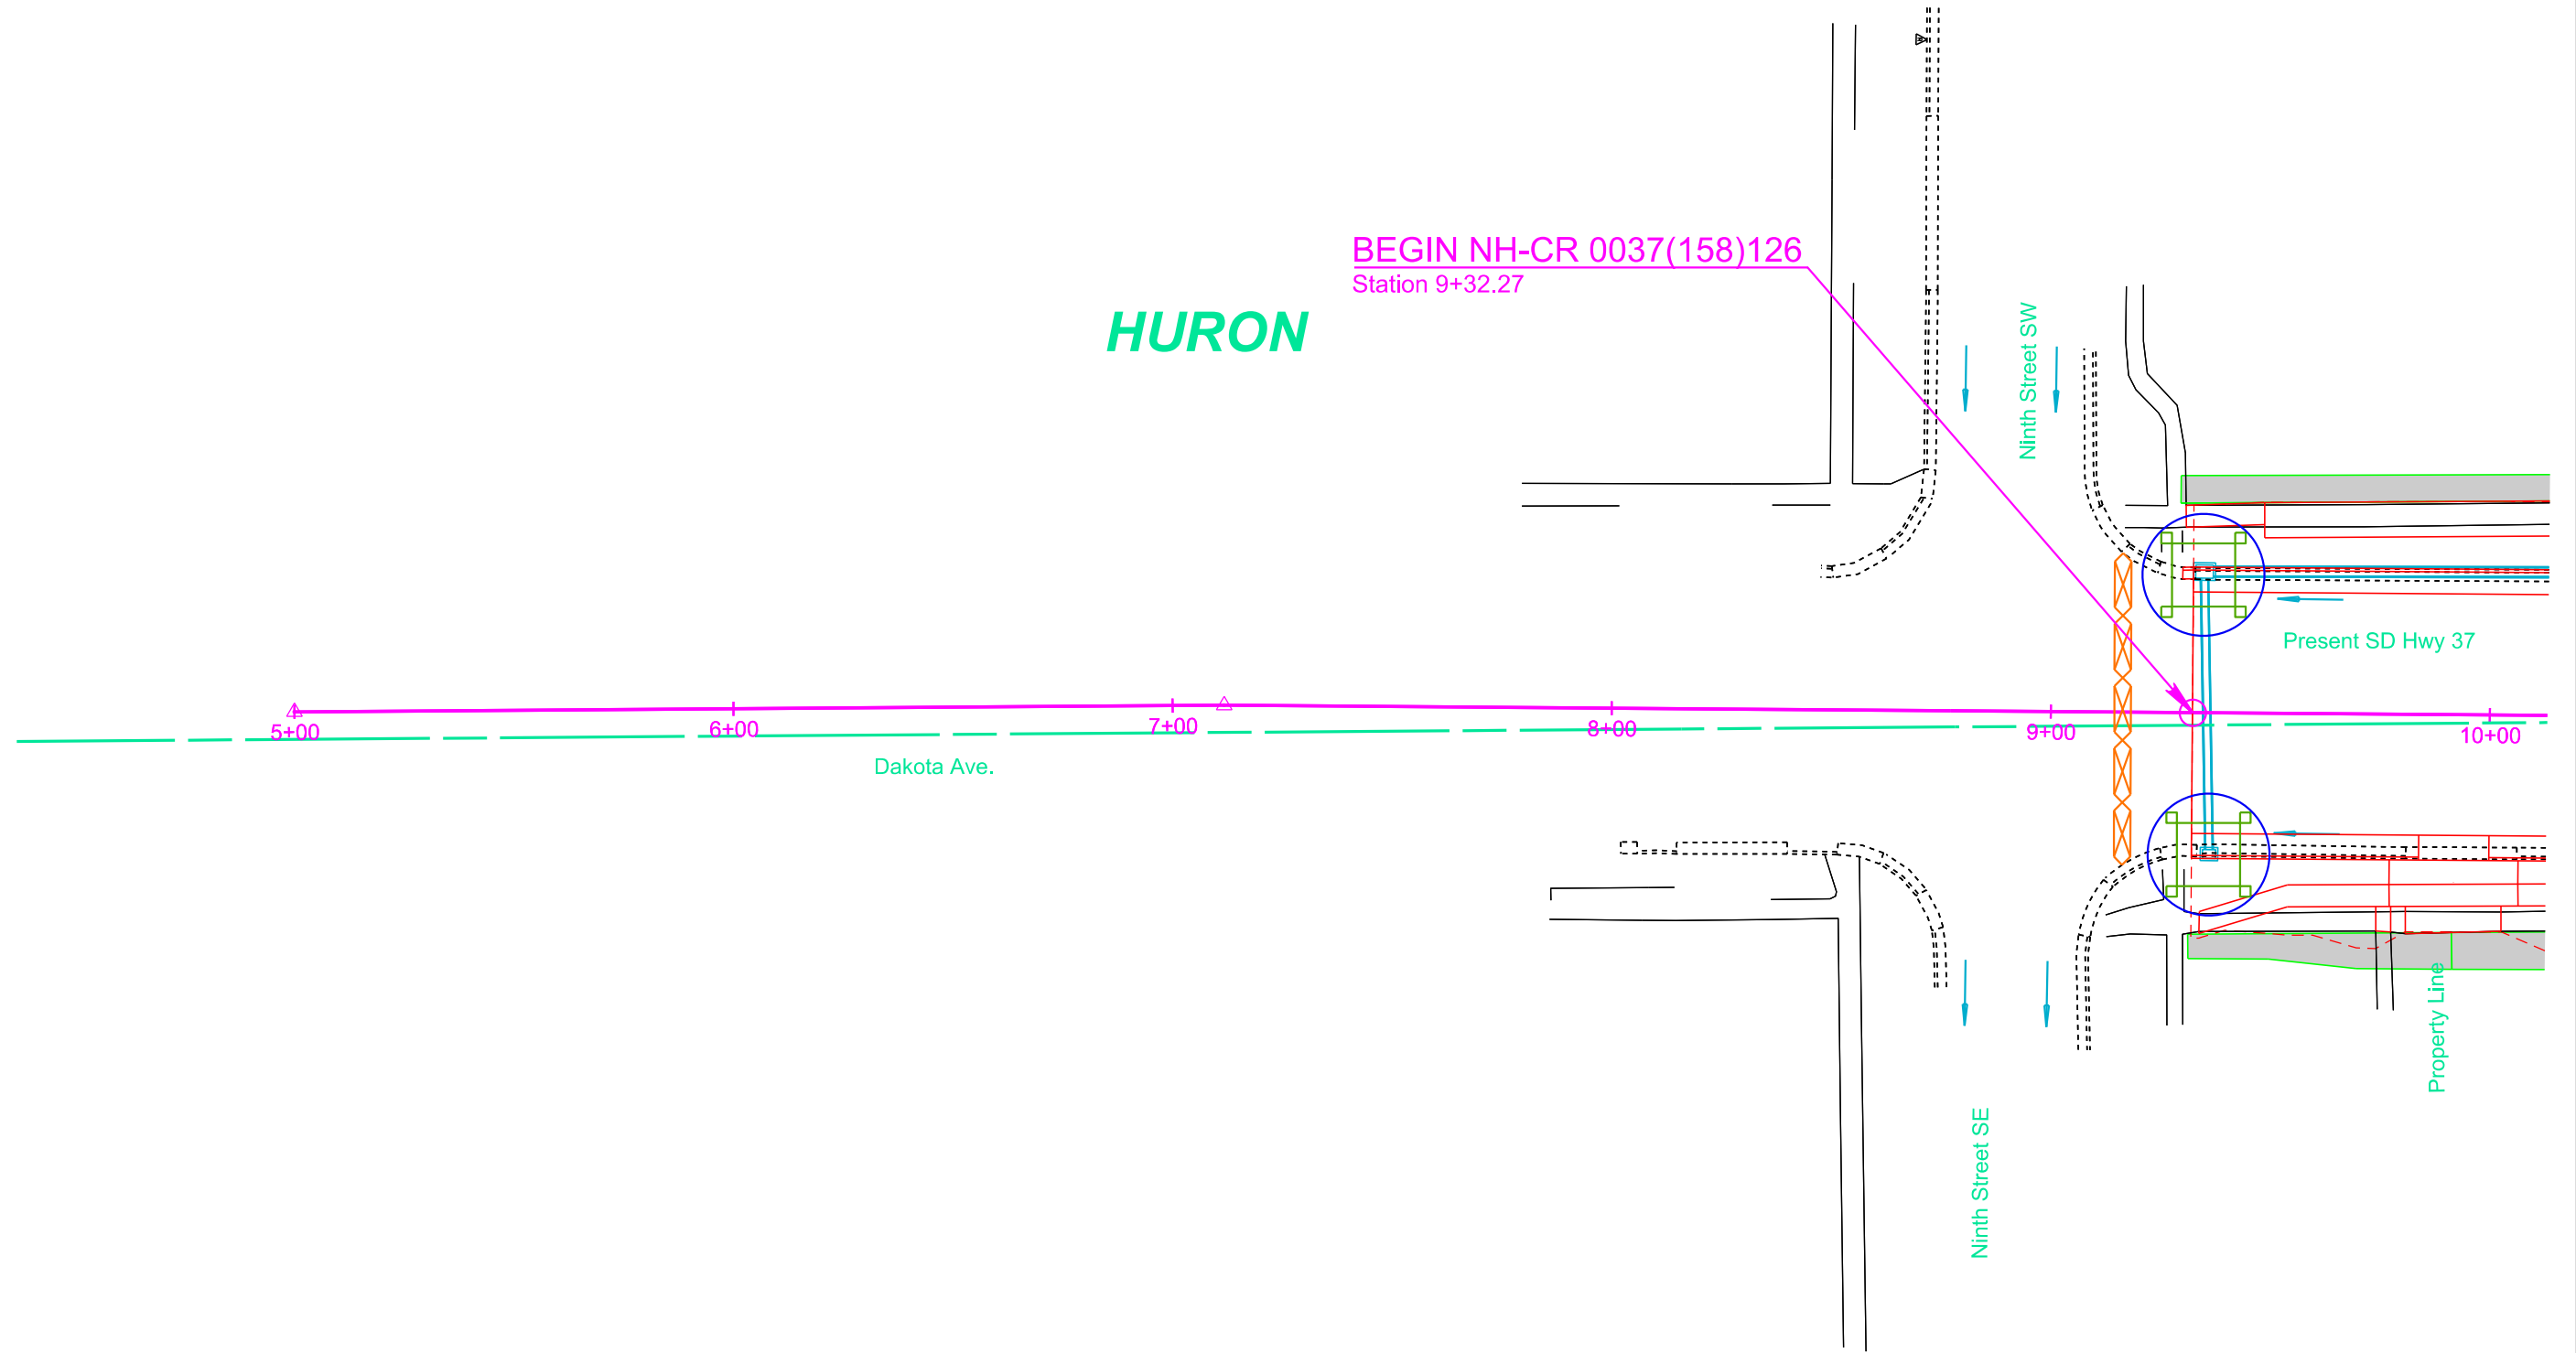 BEGIN NH-CR 0037(158)126
Station 9+32.27
HURON
Ninth Street SW
Present SD Hwy 37
5+00
6+00
7+00
8+00
9+00
10+00
Dakota Ave.
Property Line
Ninth Street SE